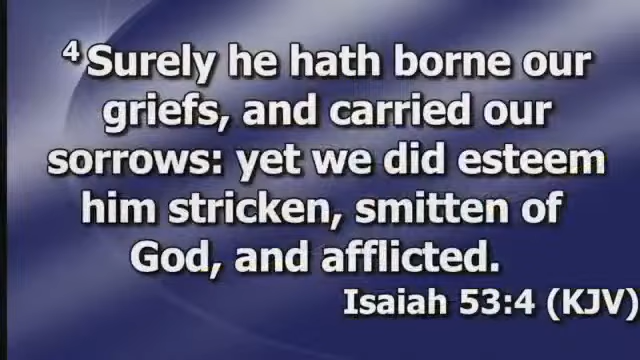 4 Surely he hath borne our
griefs, and carried our
sorrows: yet we did esteem
him stricken, smitten of
God, and afflicted.
Isaiah 53:4 (KJV)